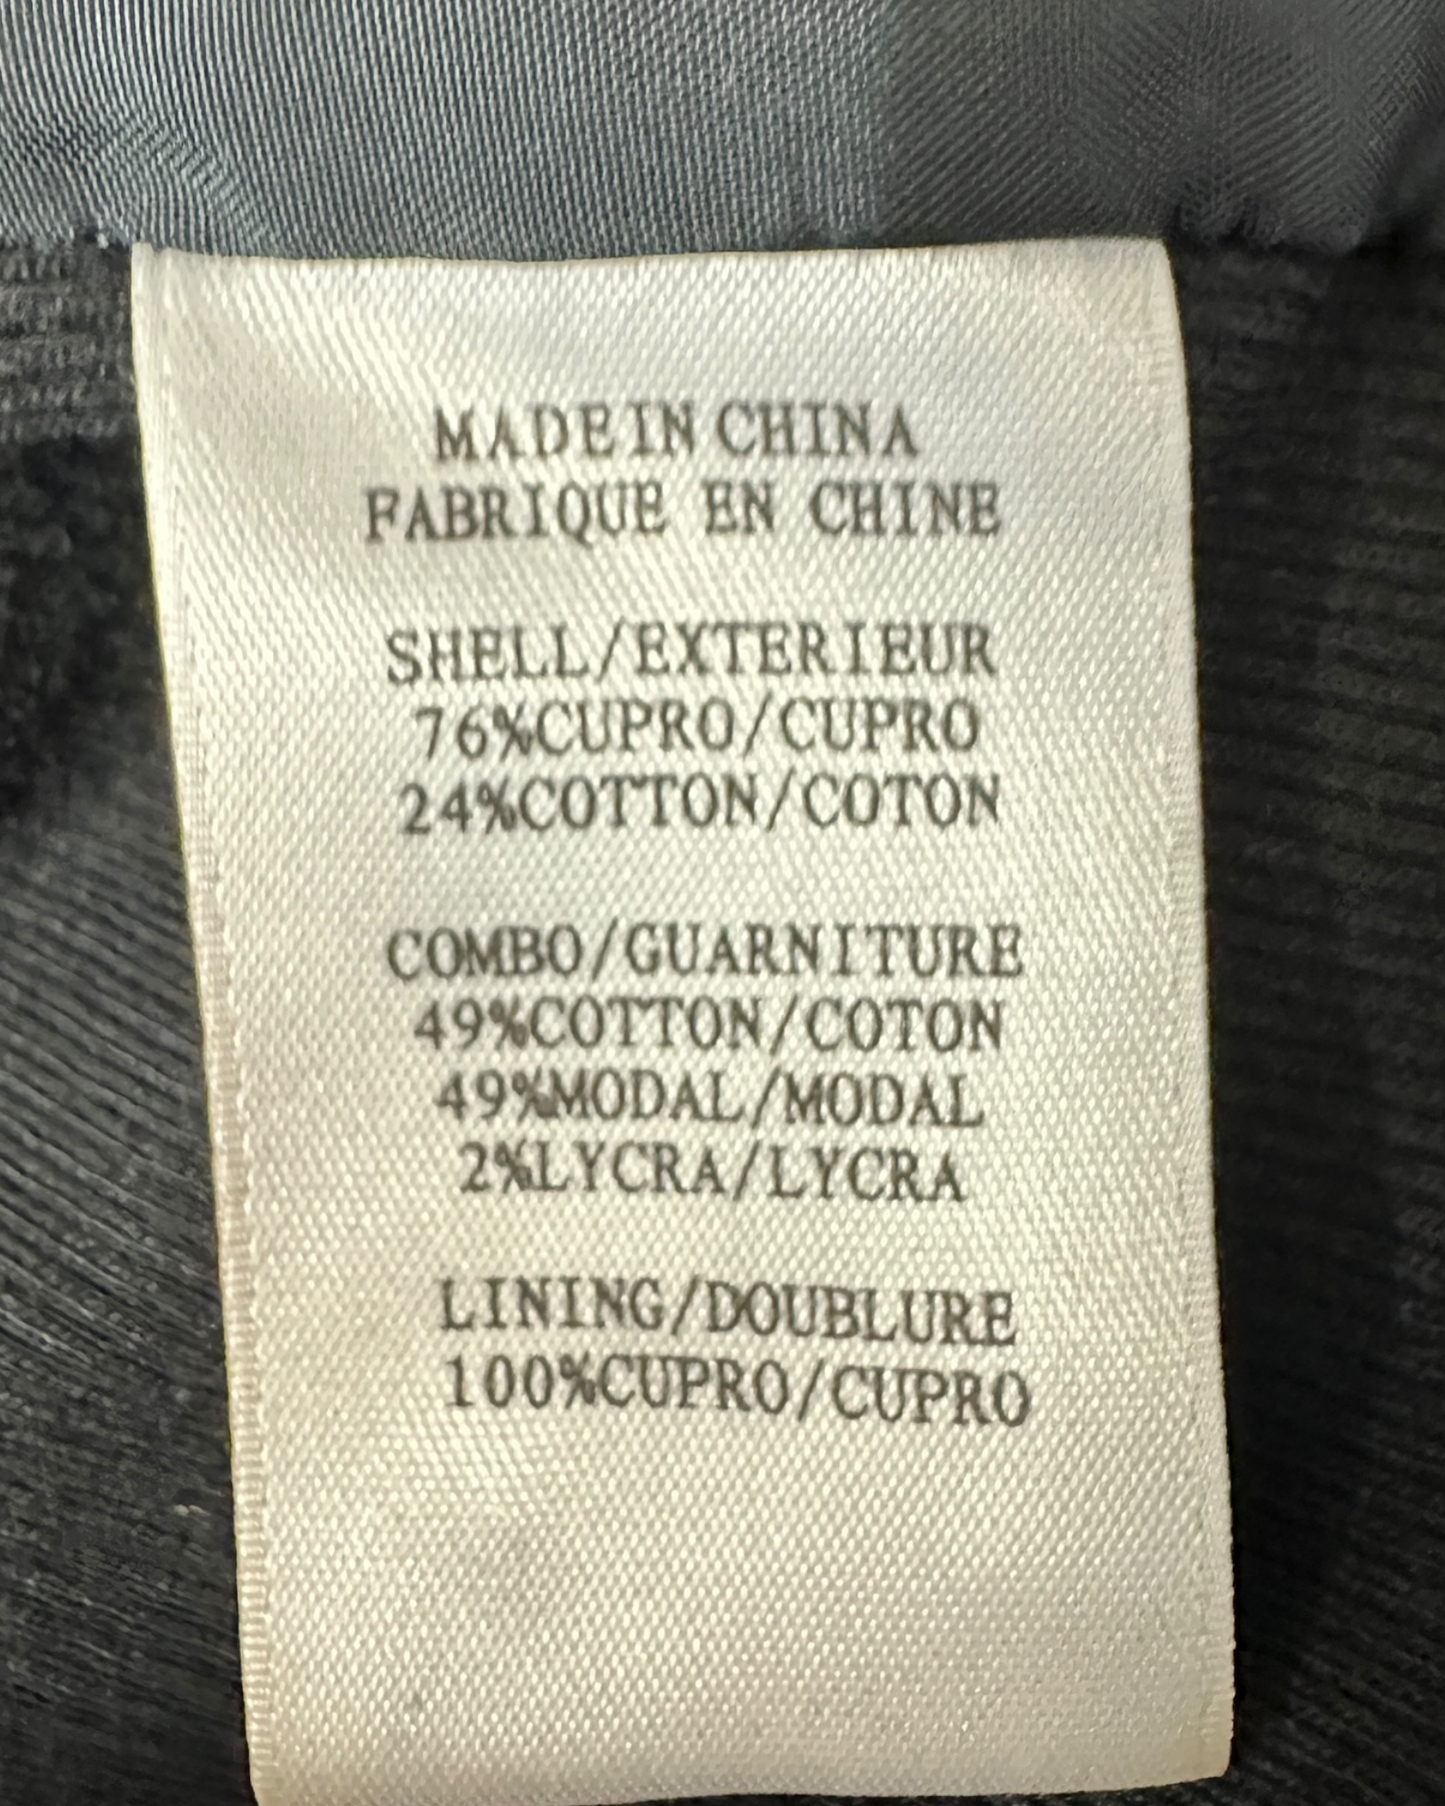 MADE IN CHINA
FABRIQUE EN CHINE
SHELL/EXTERIEUR
76%CUPRO/CUPRO
24%COTTON/COTON
COMBO/GUARNITURE
49%COTTON/COTON
49%MODAL/MODAL
2%LYCRA/LYCRA
LINING/DOUBLURE
100%CUPRO/CUPRO